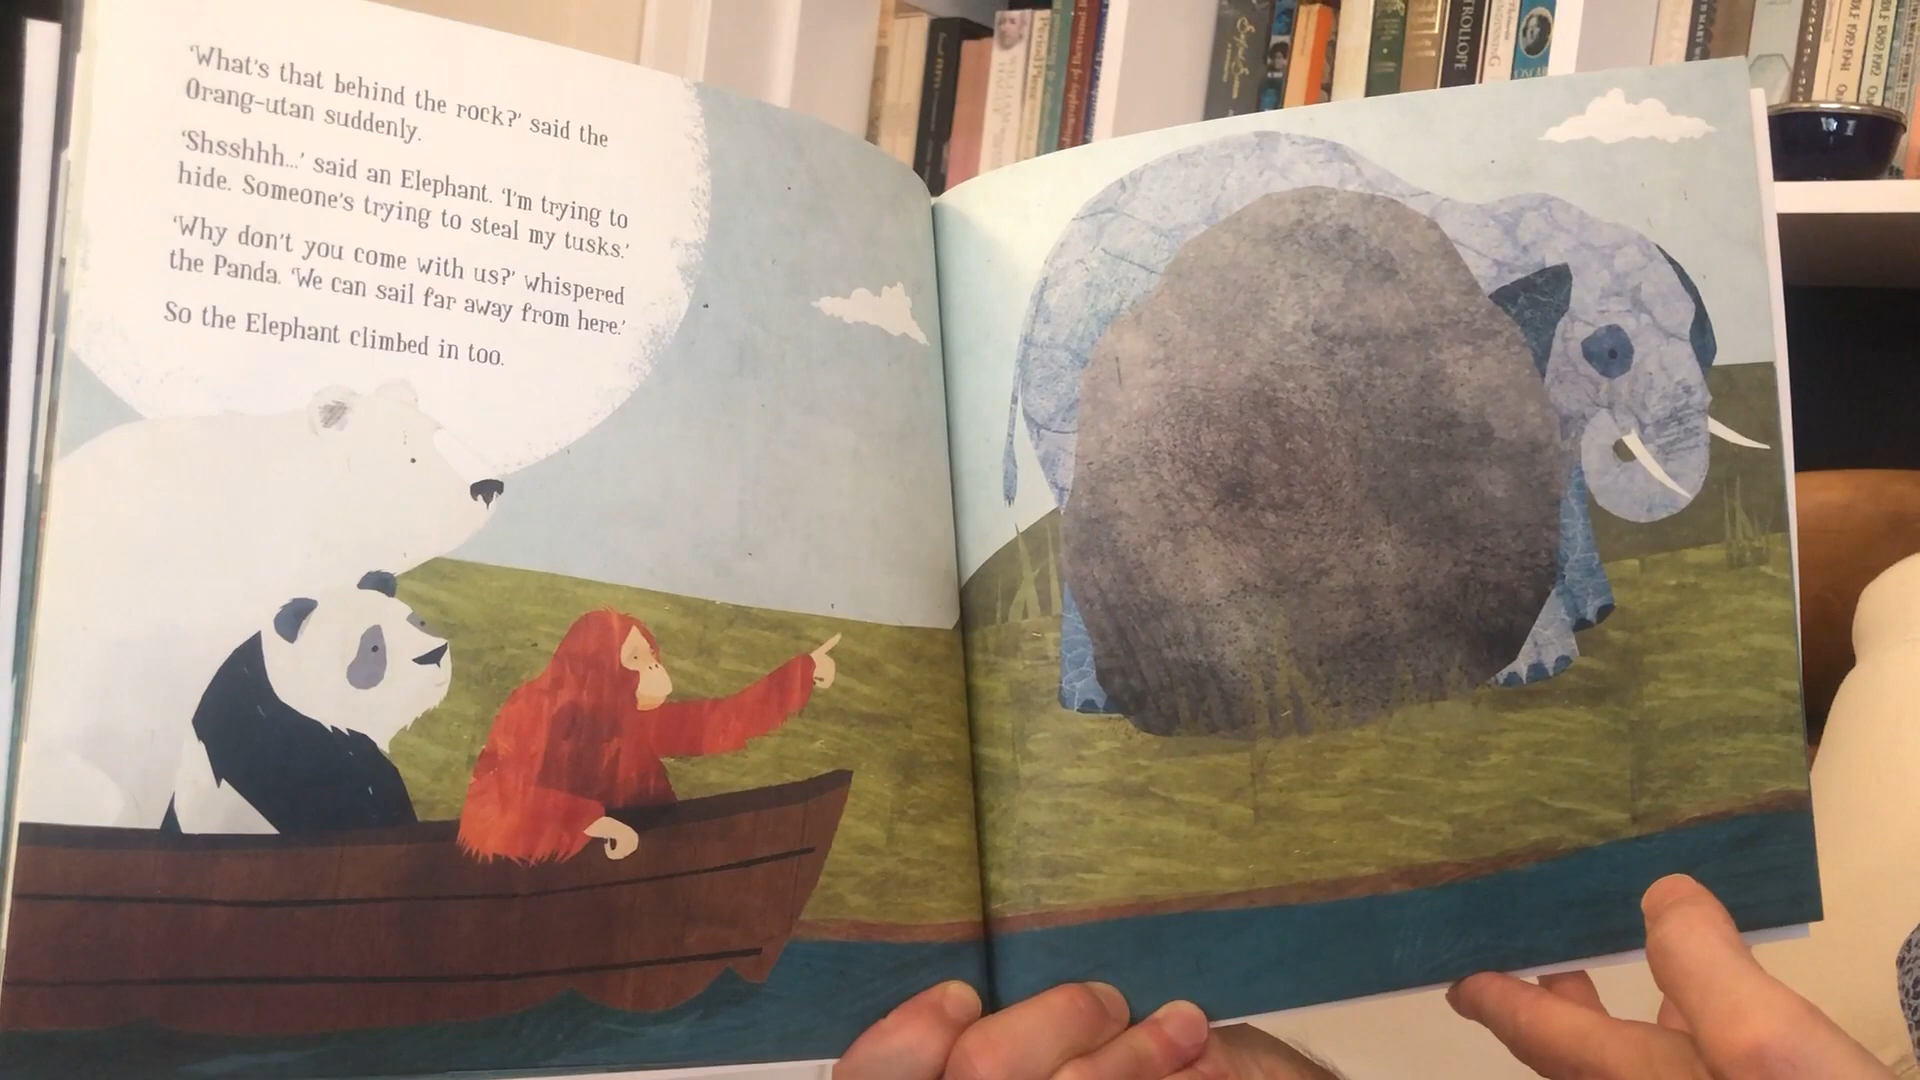 'What's that behind the rock?' said the
Orang-utan suddenly.
'Shsshhh...' said an Elephant. 'I'm trying to
hide. Someone's trying to steal my tusks.'
'Why don't you come with us?' whispered
the Panda. 'We can sail far away from here.'
So the Elephant climbed in too.
TROLLOPE
OSCAR